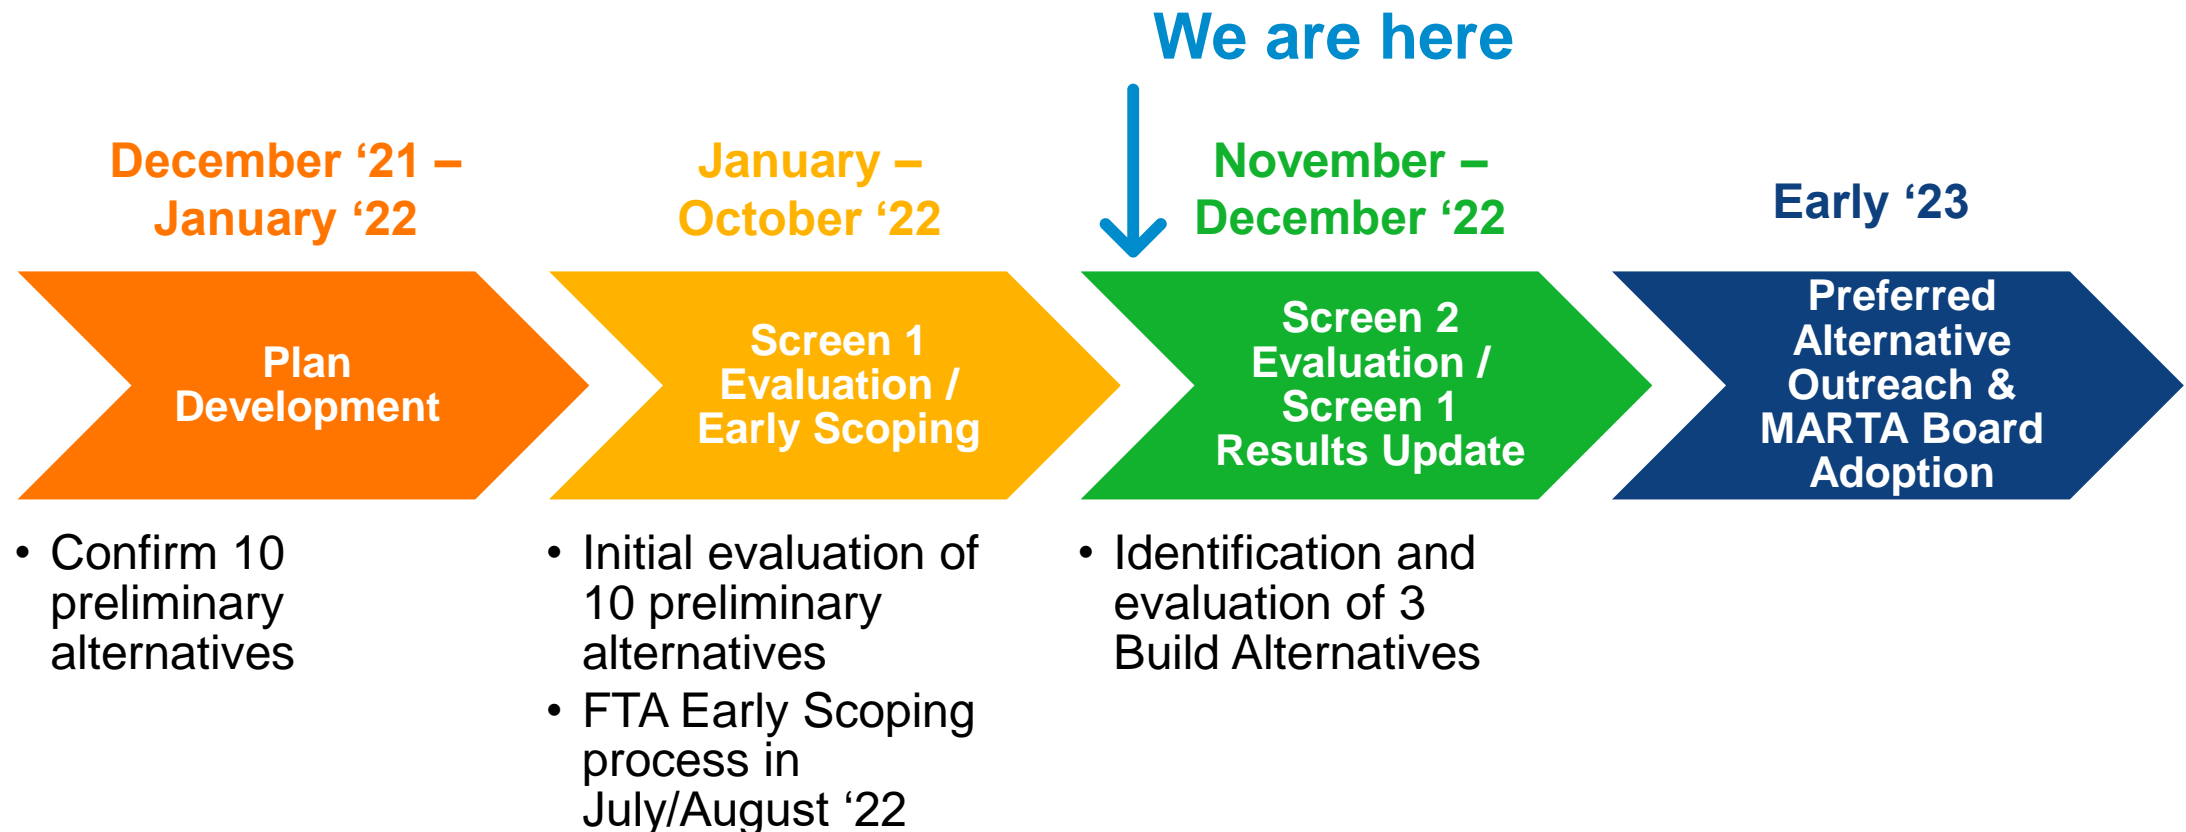 We are here
December ‘21 –
January ‘22
January –
October ‘22
November –
December ‘22
Early ‘23
Plan
Development
Screen 1
Evaluation /
Early Scoping
Screen 2
Evaluation /
Screen 1
Results Update
Preferred
Alternative
Outreach &
MARTA Board
Adoption
• Confirm 10
preliminary
alternatives
• Initial evaluation of
10 preliminary
alternatives
• FTA Early Scoping
process in
July/August ‘22
• Identification and
evaluation of 3
Build Alternatives